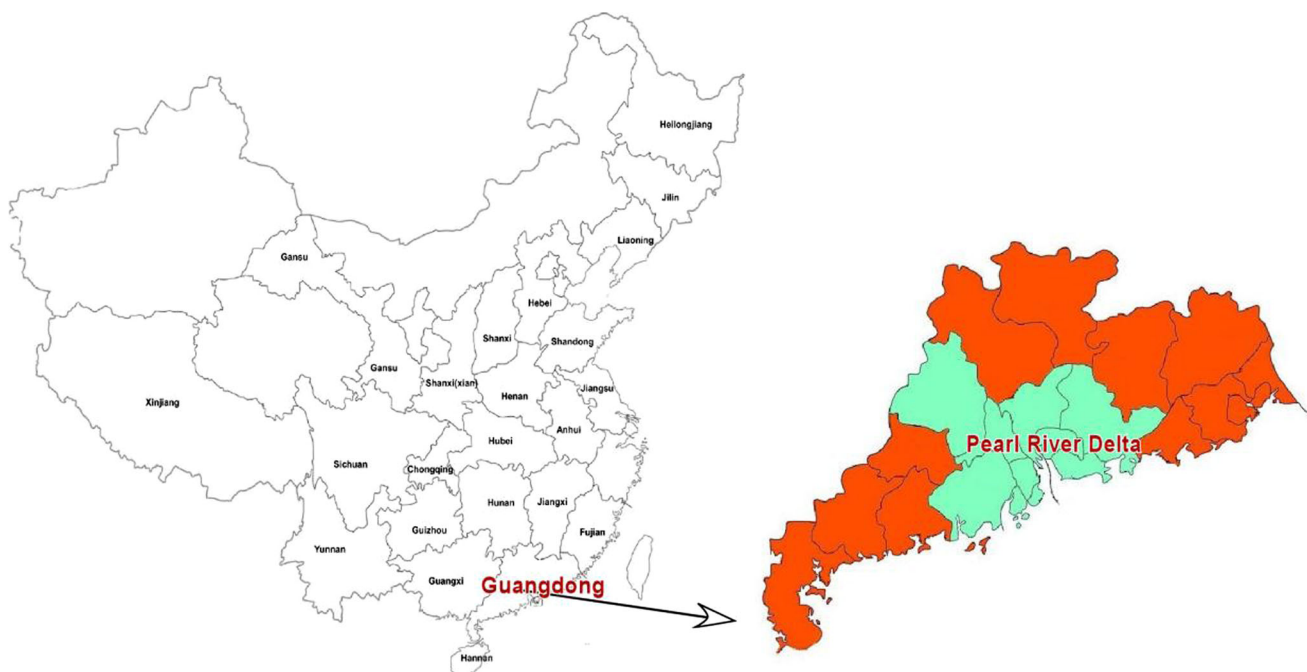 Heilongjiang
Jilin
Liaoning
Gansu
Hebei
Shanxi
Shandong
Gansu
Shanxi(xian)
Jiangsu
Xinjiang
Henan
Anhui
Hubei
Sichuan
Chongqing
Hunan
Jiangxi
Guizhou
Fujian
Yunnan
Guangxi
Guangdong
Hannan
Pearl River Delta